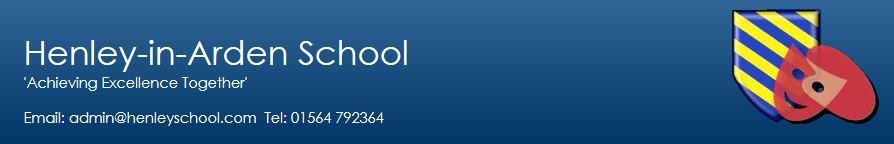 Henley-in-Arden School
'Achieving Excellence Together'
Email: admin@henleyschool.com Tel: 01564 792364